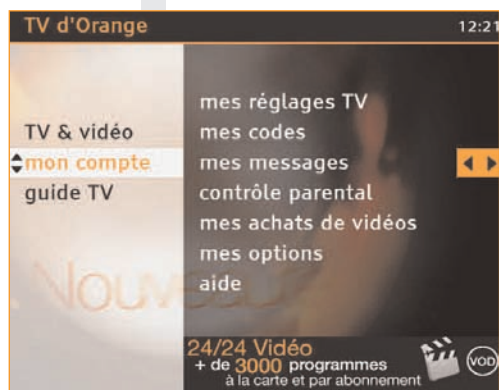 TV d'Orange 12:21
TV & vidéo
mon compte
guide TV
mes réglages TV
mes codes
mes messages
contrôle parental
mes achats de vidéos
mes options
aide
Nouveau
24/24 Vidéo
+ de 3000 programmes
à la carte et par abonnement
VOD